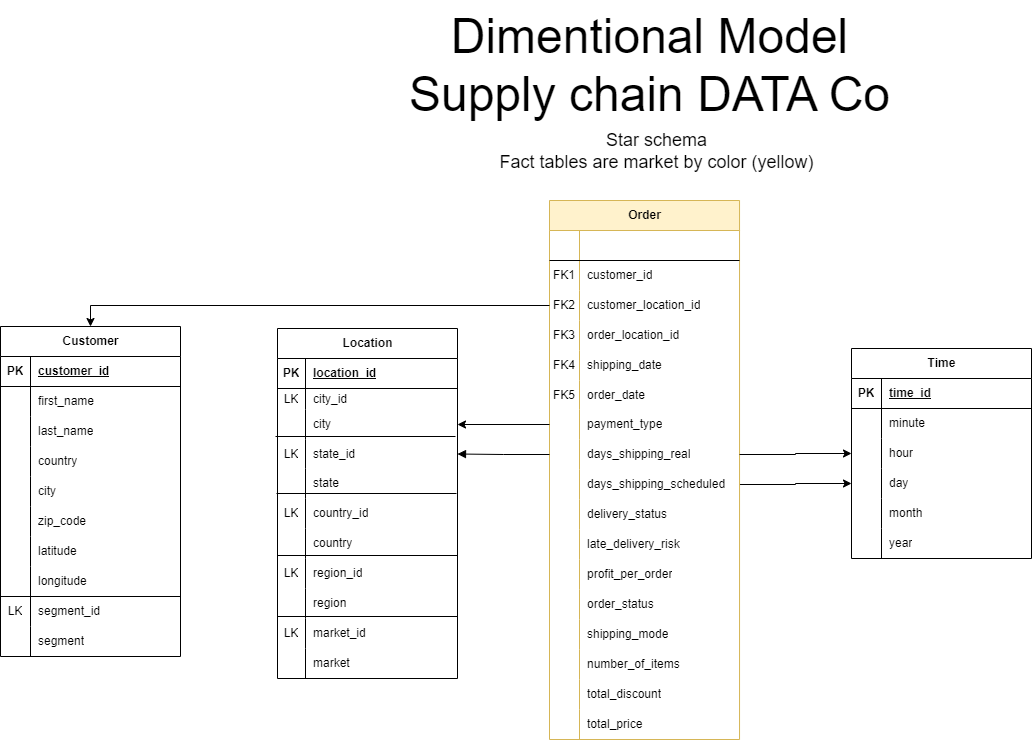 Dimentional Model
Supply chain DATA Co
Star schema
Fact tables are market by color (yellow)
Order
FK1 customer_id
FK2 customer_location_id
FK3 order_location_id
FK4 shipping_date
FK5 order_date
payment_type
days_shipping_real
days_shipping_scheduled
delivery_status
late_delivery_risk
profit_per_order
order_status
shipping_mode
number_of_items
total_discount
total_price
Customer
PK customer_id
first_name
last_name
country
city
zip_code
latitude
longitude
LK segment_id
segment
Location
PK location_id
LK city_id
city
LK state_id
state
LK country_id
country
LK region_id
region
LK market_id
market
Time
PK time_id
minute
hour
day
month
year